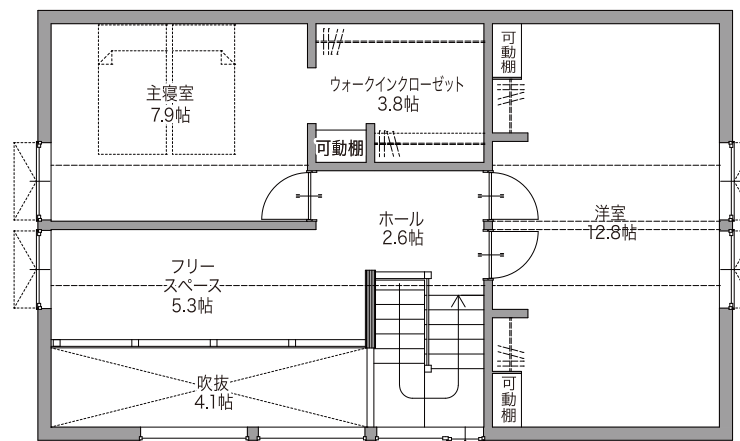 主寝室
7.9帖
ウォークインクローゼット
3.8帖
可動棚
可動棚
ホール
2.6帖
洋室
12.8帖
フリー
スペース
5.3帖
吹抜
4.1帖
可動棚